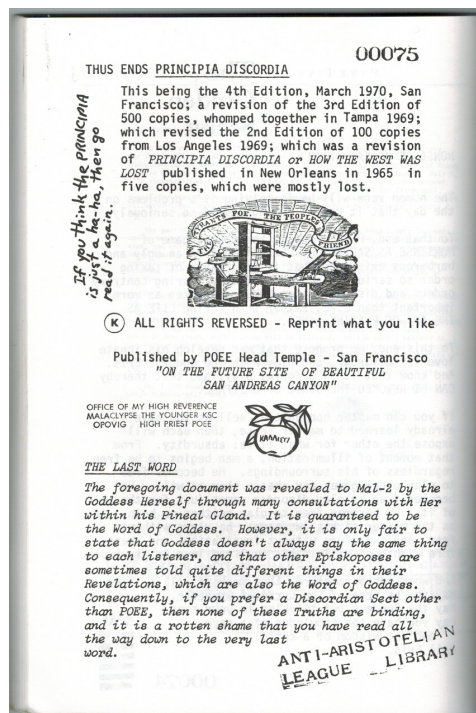 00075
THUS ENDS PRINCIPIA DISCORDIA
This being the 4th Edition, March 1970, San
Francisco; a revision of the 3rd Edition of
500 copies, whomped together in Tampa 1969;
which revised the 2nd Edition of 100 copies
from Los Angeles 1969; which was a revision
of PRINCIPIA DISCORDIA or HOW THE WEST WAS
LOST published in New Orleans in 1965 in
five copies, which were mostly lost.
If you think the PRINCIPIA
is just a ha-ha, then go
read it again.
TYRANTS FOE. THE PEOPLES
FRIEND
K ALL RIGHTS REVERSED - Reprint what you like
Published by POEE Head Temple - San Francisco
"ON THE FUTURE SITE OF BEAUTIFUL
SAN ANDREAS CANYON"
OFFICE OF MY HIGH REVERENCE
MALACLYPSE THE YOUNGER KSC
OPOVIG HIGH PRIEST POEE
KALLISTI
THE LAST WORD
The foregoing document was revealed to Mal-2 by the
Goddess Herself through many consultations with Her
within his Pineal Gland. It is guaranteed to be
the Word of Goddess. However, it is only fair to
state that Goddess doesn't always say the same thing
to each listener, and that other Episkoposes are
sometimes told quite different things in their
Revelations, which are also the Word of Goddess.
Consequently, if you prefer a Discordian Sect other
than POEE, then none of these Truths are binding,
and it is a rotten shame that you have read all
the way down to the very last
word.
ANTI-ARISTOTELIAN
LEAGUE LIBRARY